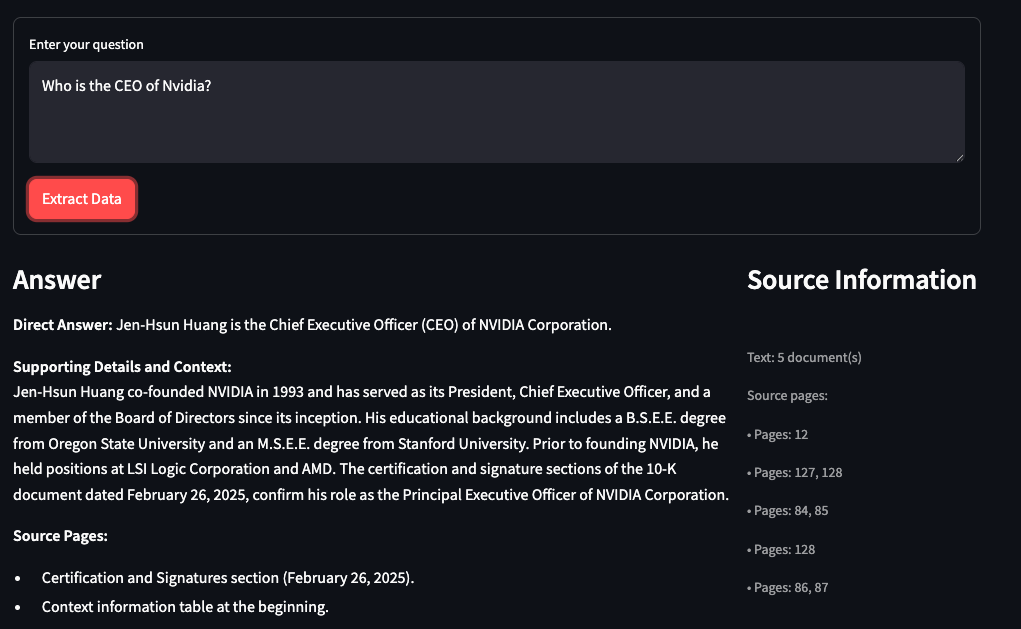 Enter your question
Who is the CEO of Nvidia?
Extract Data
Answer
Direct Answer: Jen-Hsun Huang is the Chief Executive Officer (CEO) of NVIDIA Corporation.
Supporting Details and Context:
Jen-Hsun Huang co-founded NVIDIA in 1993 and has served as its President, Chief Executive Officer, and a
member of the Board of Directors since its inception. His educational background includes a B.S.E.E. degree
from Oregon State University and an M.S.E.E. degree from Stanford University. Prior to founding NVIDIA, he
held positions at LSI Logic Corporation and AMD. The certification and signature sections of the 10-K
document dated February 26, 2025, confirm his role as the Principal Executive Officer of NVIDIA Corporation.
Source Pages:
• Certification and Signatures section (February 26, 2025).
• Context information table at the beginning.
Source Information
Text: 5 document(s)
Source pages:
• Pages: 12
• Pages: 127, 128
• Pages: 84, 85
• Pages: 128
• Pages: 86, 87